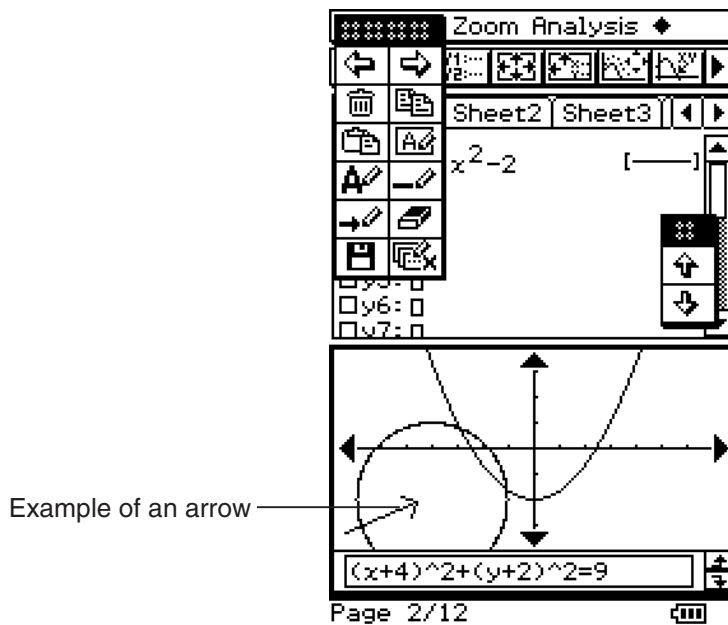 Zoom Analysis ◆
Sheet2 Sheet3
x²-2 [——]
y6:
y7:
Example of an arrow
(x+4)^2+(y+2)^2=9
Page 2/12